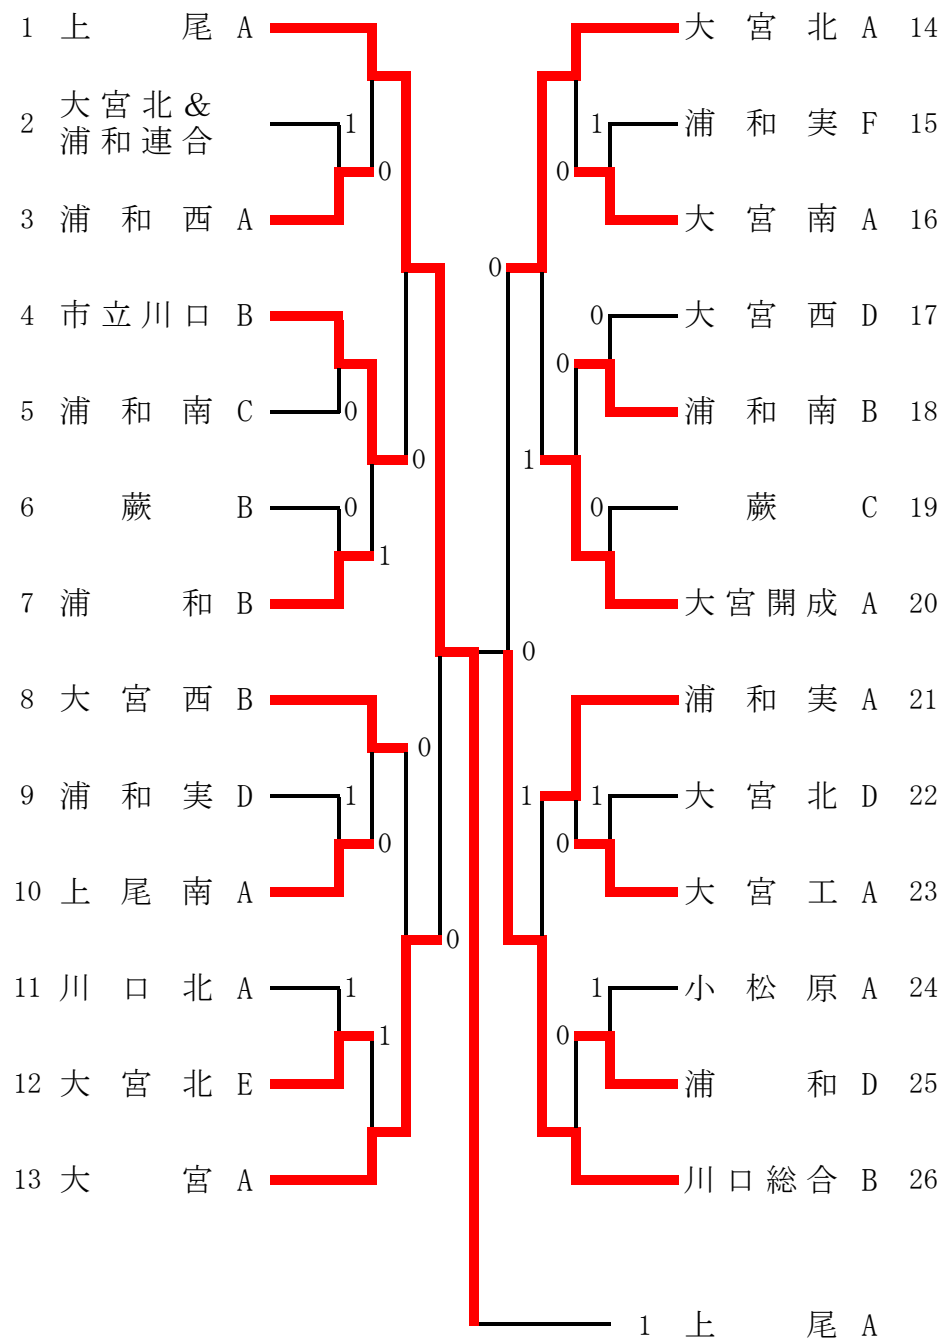 1 上尾 A
2 大宮北&
浦和連合
1
0
3 浦和西 A
4 市立川口 B
5 浦和南 C
0
0
6 蕨 B
0
1
7 浦和 B
8 大宮西 B
0
9 浦和実 D
1
0
10 上尾南 A
0
11 川口北 A
1
1
12 大宮北 E
13 大宮 A
大宮北 A 14
1
浦和実 F 15
0
大宮南 A 16
0
0
大宮西 D 17
0
浦和南 B 18
1
0
蕨 C 19
大宮開成 A 20
0
浦和実 A 21
1
1
大宮北 D 22
0
大宮工 A 23
1
小松原 A 24
0
浦和 D 25
川口総合 B 26
1 上尾 A